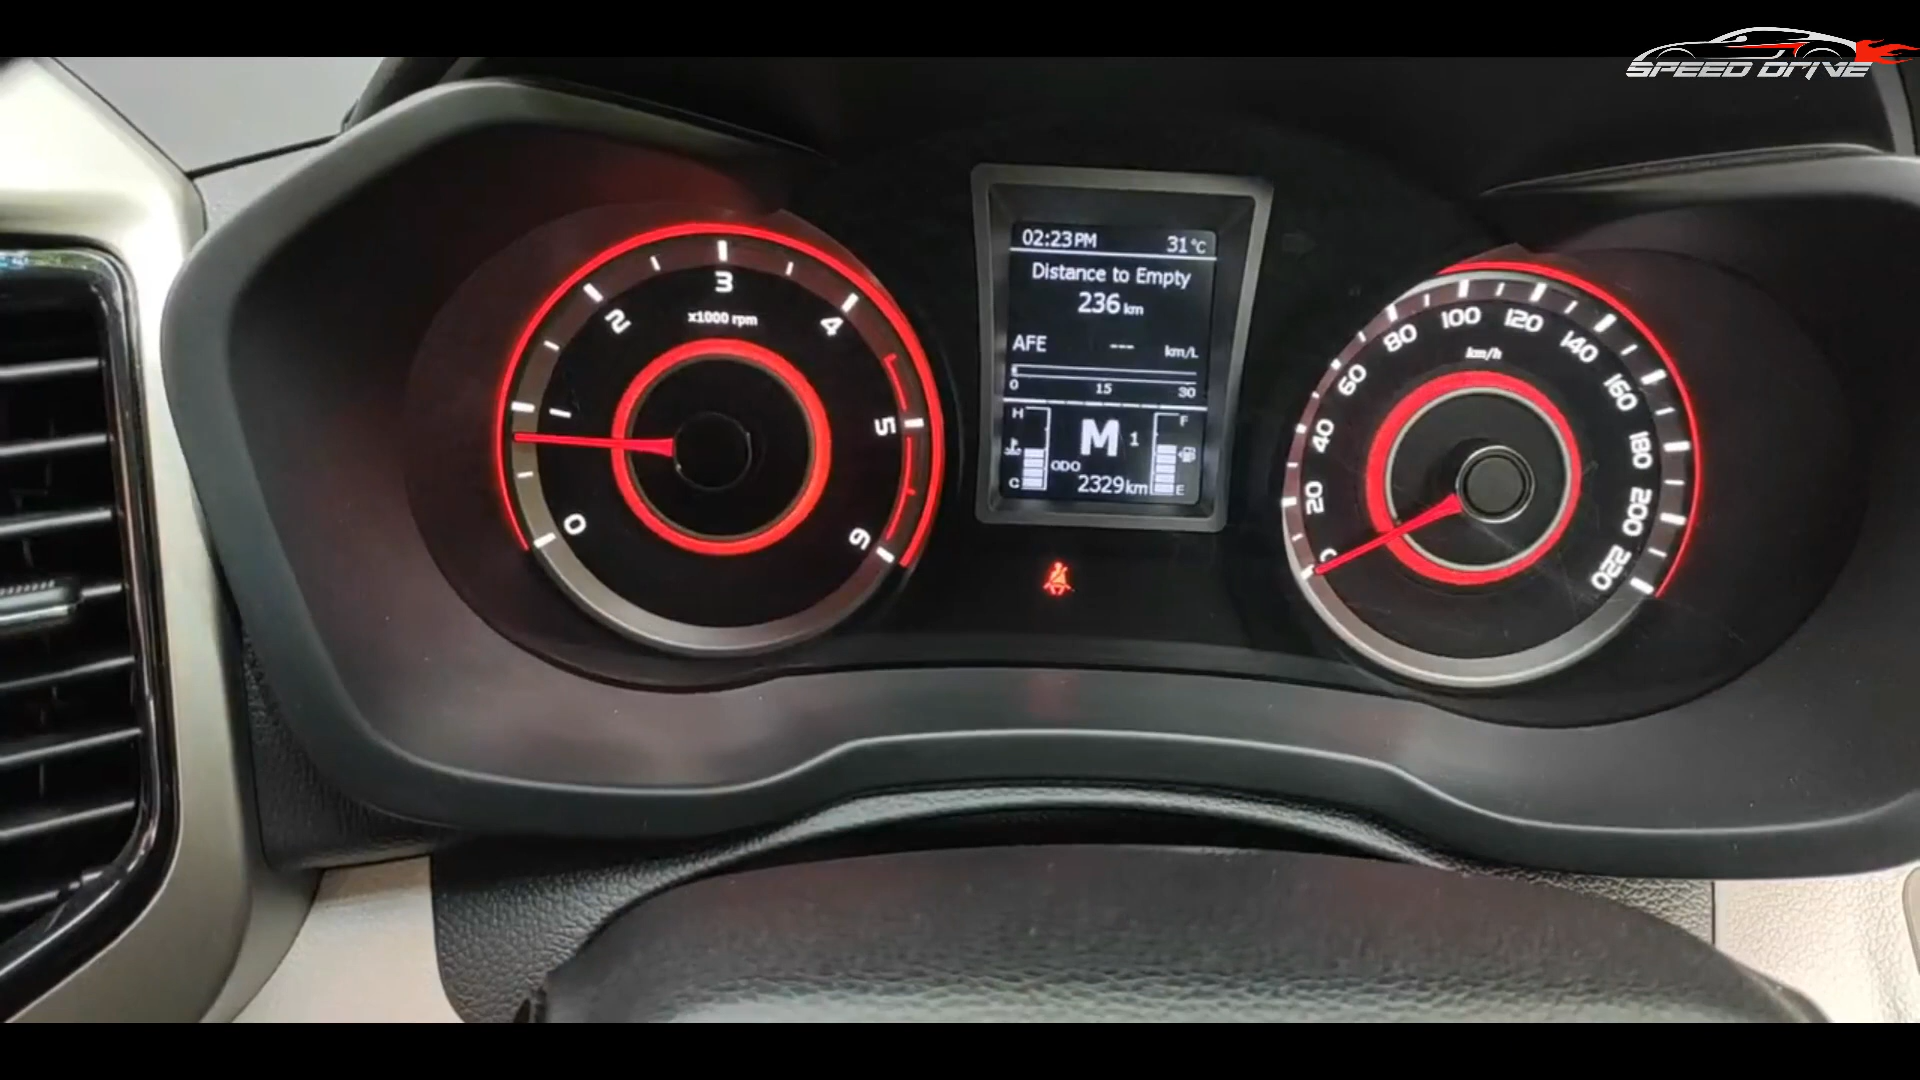 SPEED DRIVE
0
1
2
3
4
5
6
x1000 rpm
02:23PM 31°C
Distance to Empty
236 km
AFE --- km/L
0 15 30
H M 1 F
ODO
C 2329km E
0
20
40
60
80
100
120
140
160
180
200
220
km/h